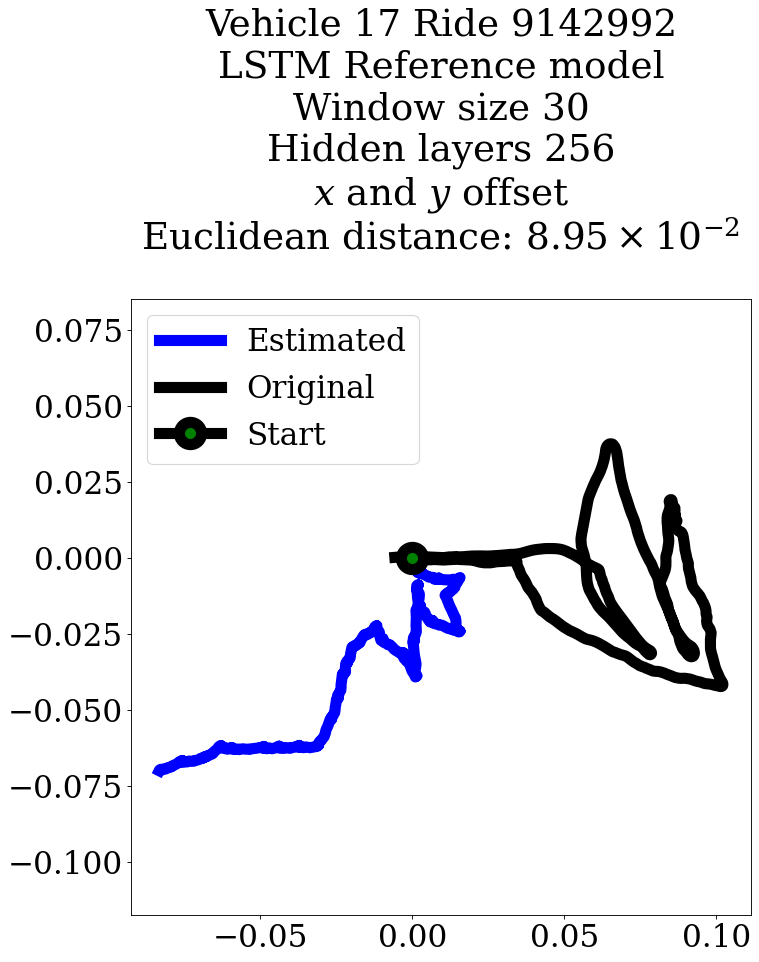 Vehicle 17 Ride 9142992
LSTM Reference model
Window size 30
Hidden layers 256
x and y offset
Euclidean distance: 8.95 × 10⁻²
Estimated
Original
Start
0.075
0.050
0.025
0.000
−0.025
−0.050
−0.075
−0.100
−0.05 0.00 0.05 0.10